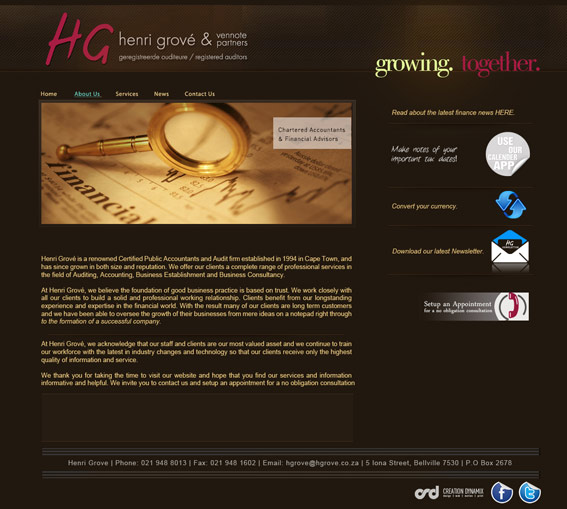 HG henri grové & vennote partners
geregistreerde ouditeure / registered auditors
growing. together.
Home About Us Services News Contact Us
Chartered Accountants
& Financial Advisors
Financial
Read about the latest finance news HERE.
Make notes of your
important tax dates!
USE
OUR
CALENDER
APP
Convert your currency.
Download our latest Newsletter.
HG
Setup an Appointment
for a no obligation consultation
Henri Grové is a renowned Certified Public Accountants and Audit firm established in 1994 in Cape Town, and
has since grown in both size and reputation. We offer our clients a complete range of professional services in
the field of Auditing, Accounting, Business Establishment and Business Consultancy.
At Henri Grové, we believe the foundation of good business practice is based on trust. We work closely with
all our clients to build a solid and professional working relationship. Clients benefit from our longstanding
experience and expertise in the financial world. With the result many of our clients are long term customers
and we have been able to oversee the growth of their businesses from mere ideas on a notepad right through
to the formation of a successful company.
At Henri Grové, we acknowledge that our staff and clients are our most valued asset and we continue to train
our workforce with the latest in industry changes and technology so that our clients receive only the highest
quality of information and service.
We thank you for taking the time to visit our website and hope that you find our services and information
informative and helpful. We invite you to contact us and setup an appointment for a no obligation consultation
Henri Grove | Phone: 021 948 8013 | Fax: 021 948 1602 | Email: hgrove@hgrove.co.za | 5 Iona Street, Bellville 7530 | P.O Box 2678
CREATION DYNAMIX